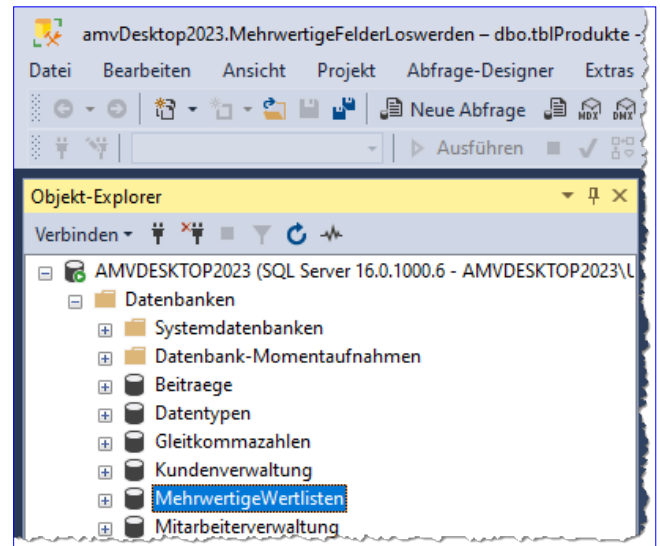 amvDesktop2023.MehrwertigeFelderLoswerden – dbo.tblProdukte -
Datei Bearbeiten Ansicht Projekt Abfrage-Designer Extras
Neue Abfrage MDX DMX
Ausführen
Objekt-Explorer
Verbinden
AMVDESKTOP2023 (SQL Server 16.0.1000.6 - AMVDESKTOP2023\U
Datenbanken
Systemdatenbanken
Datenbank-Momentaufnahmen
Beitraege
Datentypen
Gleitkommazahlen
Kundenverwaltung
MehrwertigeWertlisten
Mitarbeiterverwaltung